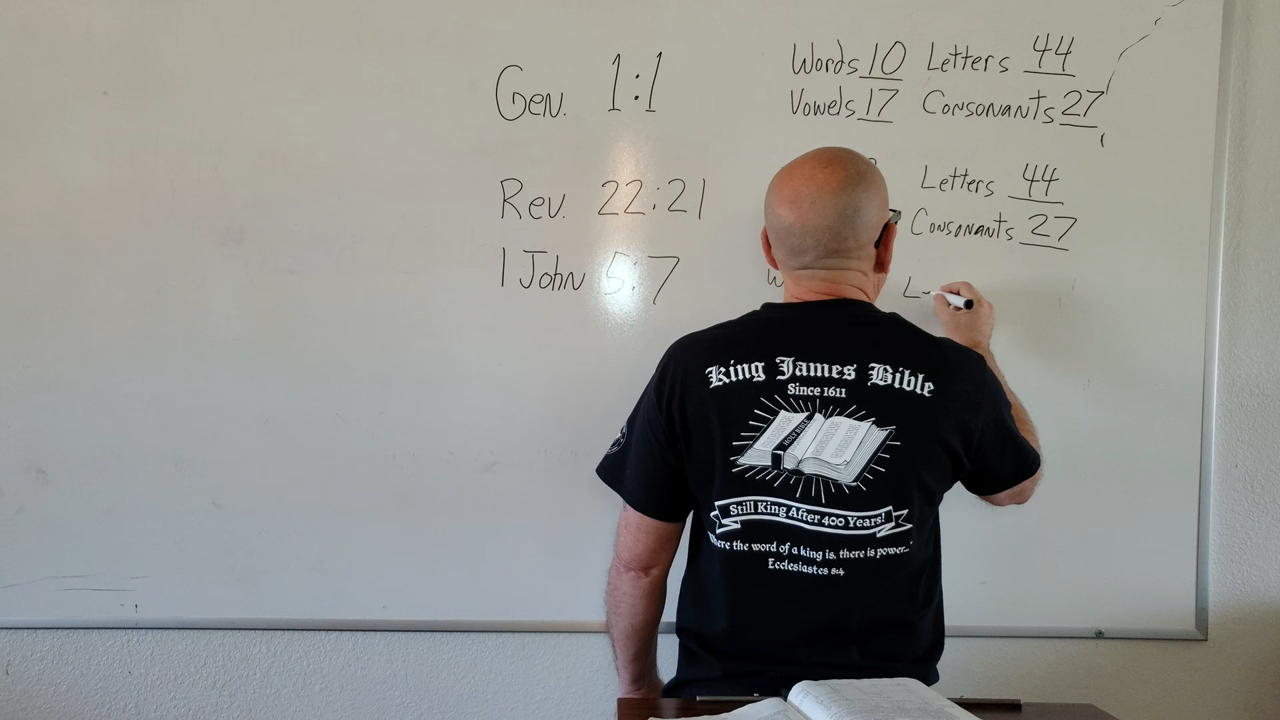 Gen. 1:1 Words 10 Letters 44
Vowels 17 Consonants 27
Rev. 22:21 Letters 44
Consonants 27
1 John 5:7
King James Bible
Since 1611
HOLY BIBLE
Still King After 400 Years!
the word of a king is, there is power...
Ecclesiastes 8:4